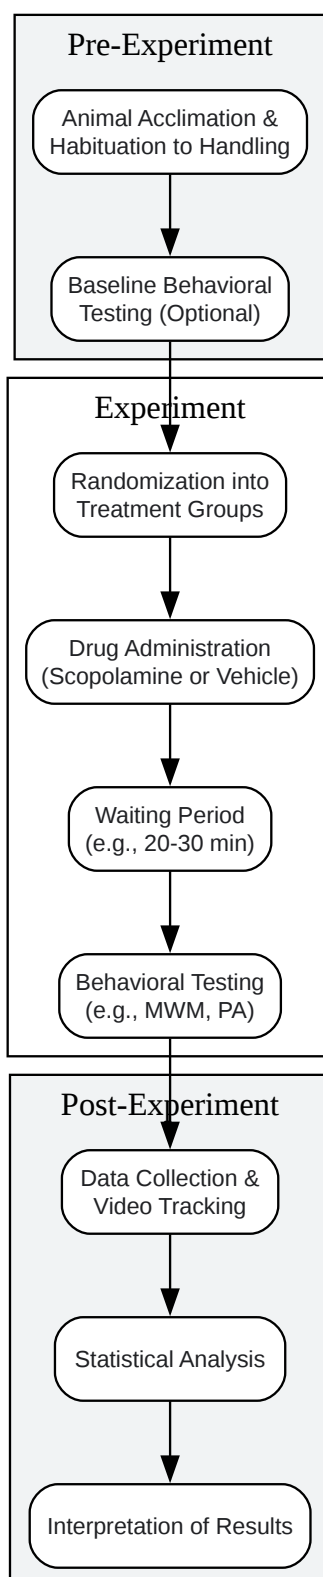 Pre-Experiment
Animal Acclimation &
Habituation to Handling
Baseline Behavioral
Testing (Optional)
Experiment
Randomization into
Treatment Groups
Drug Administration
(Scopolamine or Vehicle)
Waiting Period
(e.g., 20-30 min)
Behavioral Testing
(e.g., MWM, PA)
Post-Experiment
Data Collection &
Video Tracking
Statistical Analysis
Interpretation of Results